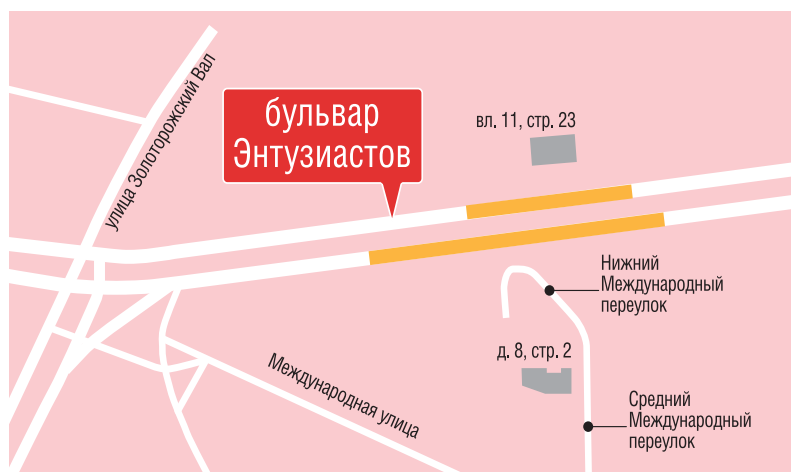 улица Золоторожский Вал
бульвар
Энтузиастов
вл. 11, стр. 23
Нижний
Международный
переулок
д. 8, стр. 2
Международная улица
Средний
Международный
переулок